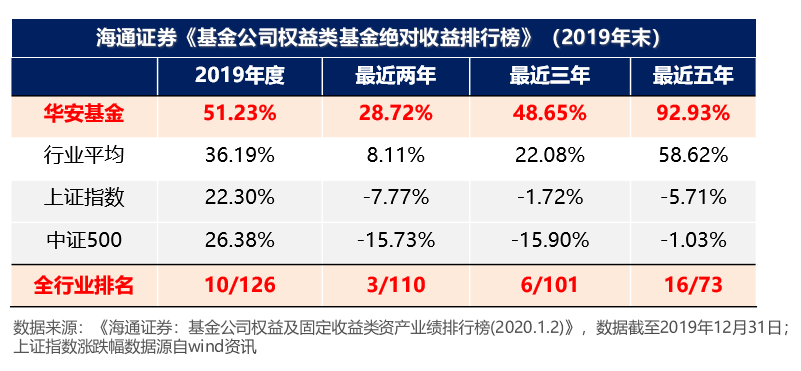 海通证券《基金公司权益类基金绝对收益排行榜》（2019年末）
2019年度 最近两年 最近三年 最近五年
华安基金 51.23% 28.72% 48.65% 92.93%
行业平均 36.19% 8.11% 22.08% 58.62%
上证指数 22.30% -7.77% -1.72% -5.71%
中证500 26.38% -15.73% -15.90% -1.03%
全行业排名 10/126 3/110 6/101 16/73
数据来源：《海通证券：基金公司权益及固定收益类资产业绩排行榜(2020.1.2)》，数据截至2019年12月31日；
上证指数涨跌幅数据源自wind资讯